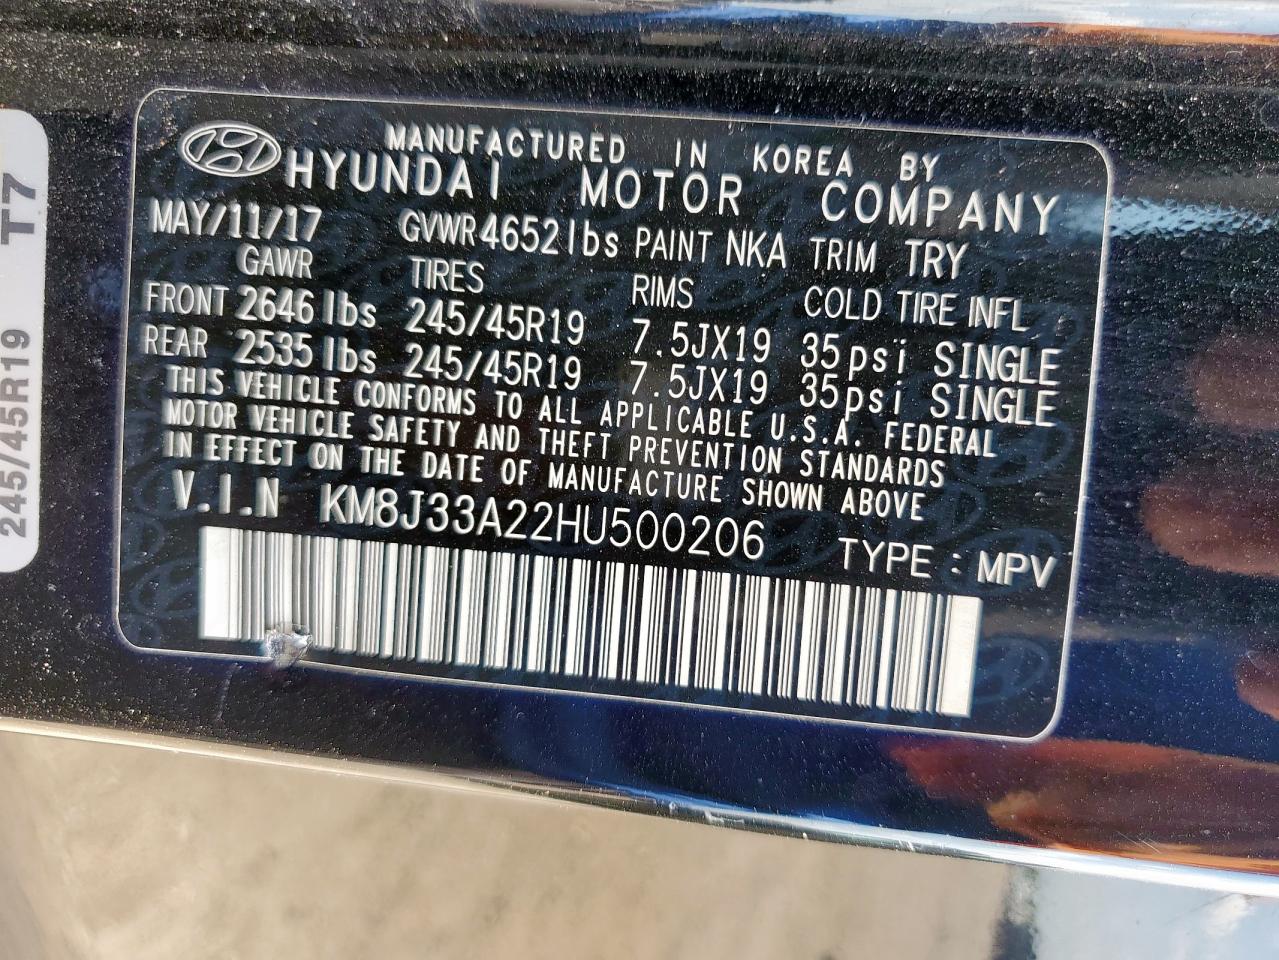 MANUFACTURED IN KOREA BY
HYUNDAI MOTOR COMPANY
MAY/11/17 GVWR 4652 lbs PAINT NKA TRIM TRY
GAWR TIRES RIMS COLD TIRE INFL
FRONT 2646 lbs 245/45R19 7.5JX19 35psi SINGLE
REAR 2535 lbs 245/45R19 7.5JX19 35psi SINGLE
THIS VEHICLE CONFORMS TO ALL APPLICABLE U.S.A. FEDERAL
MOTOR VEHICLE SAFETY AND THEFT PREVENTION STANDARDS
IN EFFECT ON THE DATE OF MANUFACTURE SHOWN ABOVE
V.I.N KM8J33A22HU500206 TYPE : MPV
245/45R19 T7